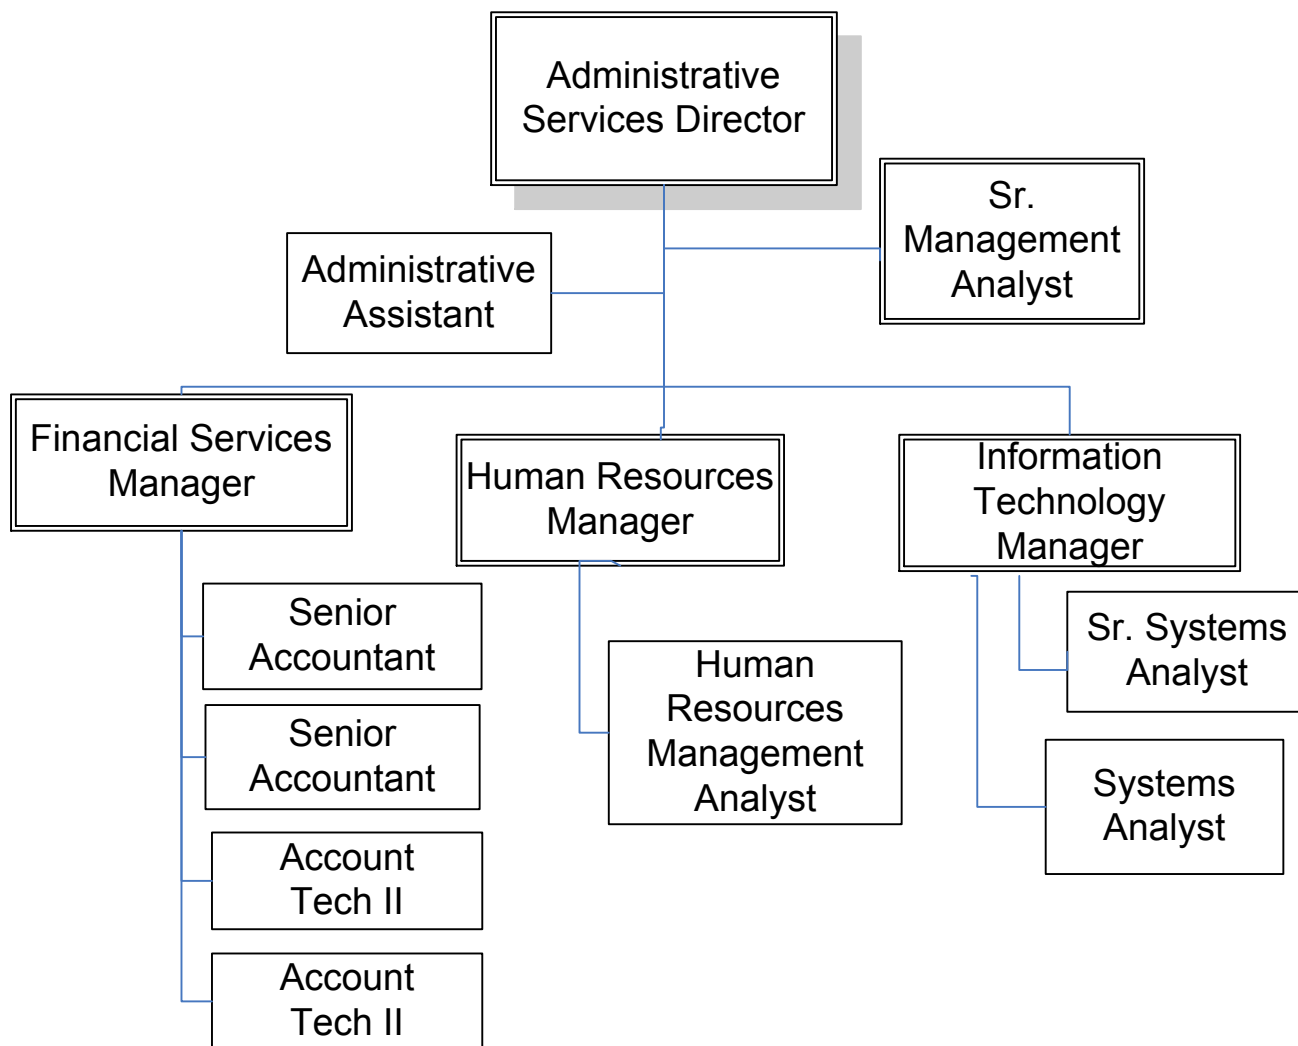 Administrative
Services Director
Sr.
Management
Analyst
Administrative
Assistant
Financial Services
Manager
Human Resources
Manager
Information
Technology
Manager
Senior
Accountant
Senior
Accountant
Account
Tech II
Account
Tech II
Human
Resources
Management
Analyst
Sr. Systems
Analyst
Systems
Analyst